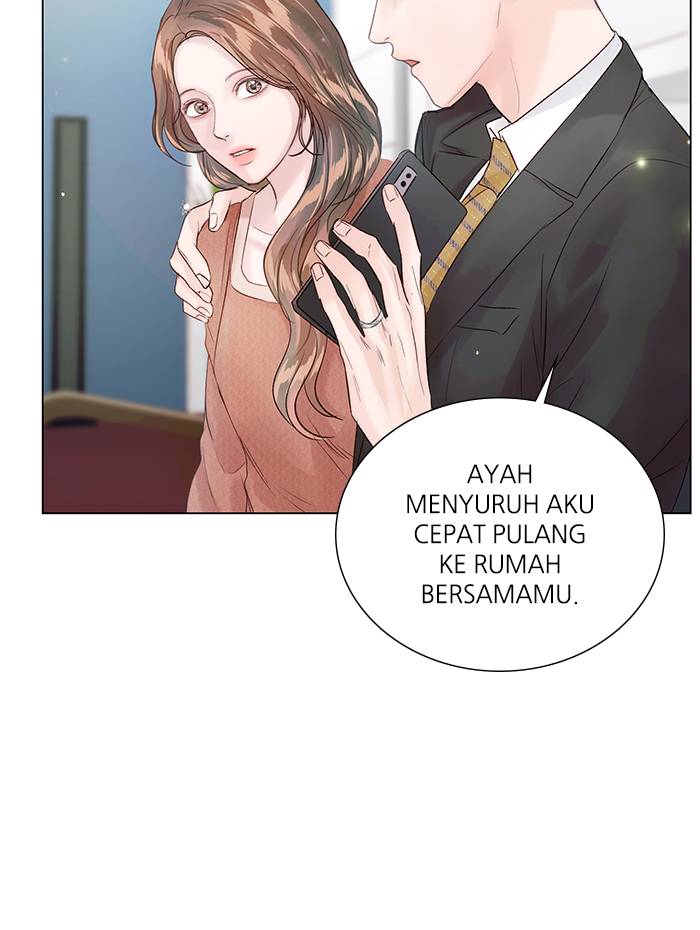 AYAH
MENYURUH AKU
CEPAT PULANG
KE RUMAH
BERSAMAMU.